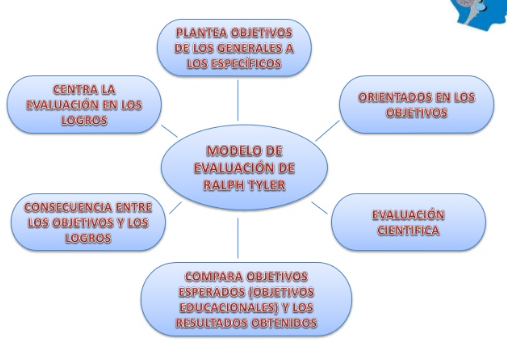 PLANTEA OBJETIVOS
DE LOS GENERALES A
LOS ESPECÍFICOS
CENTRA LA
EVALUACIÓN EN LOS
LOGROS
ORIENTADOS EN LOS
OBJETIVOS
MODELO DE
EVALUACIÓN DE
RALPH TYLER
CONSECUENCIA ENTRE
LOS OBJETIVOS Y LOS
LOGROS
EVALUACIÓN
CIENTIFICA
COMPARA OBJETIVOS
ESPERADOS (OBJETIVOS
EDUCACIONALES) Y LOS
RESULTADOS OBTENIDOS